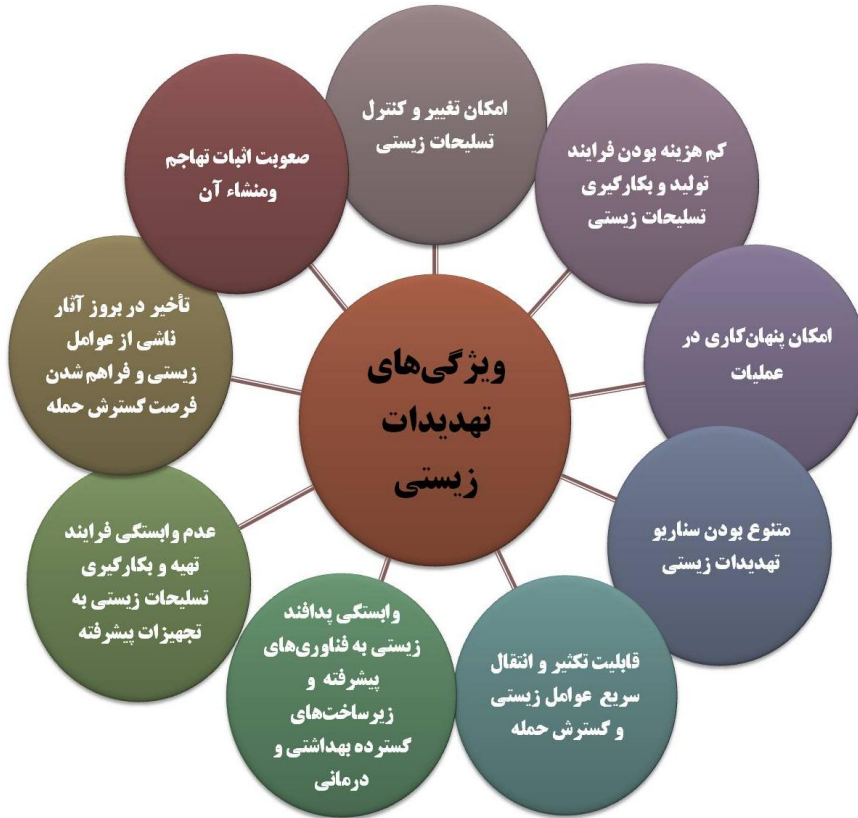 ویژگی‌های
تهدیدات
زیستی
امکان تغییر و کنترل
تسلیحات زیستی
کم هزینه بودن فرایند
تولید و بکارگیری
تسلیحات زیستی
امکان پنهان‌کاری در
عملیات
متنوع بودن سناریو
تهدیدات زیستی
قابلیت تکثیر و انتقال
سریع عوامل زیستی
و گسترش حمله
وابستگی پدافند
زیستی به فناوری‌های
پیشرفته و
زیرساخت‌های
گسترده بهداشتی و
درمانی
عدم وابستگی فرایند
تهیه و بکارگیری
تسلیحات زیستی به
تجهیزات پیشرفته
تأخیر در بروز آثار
ناشی از عوامل
زیستی و فراهم شدن
فرصت گسترش حمله
صعوبت اثبات تهاجم
ومنشاء آن